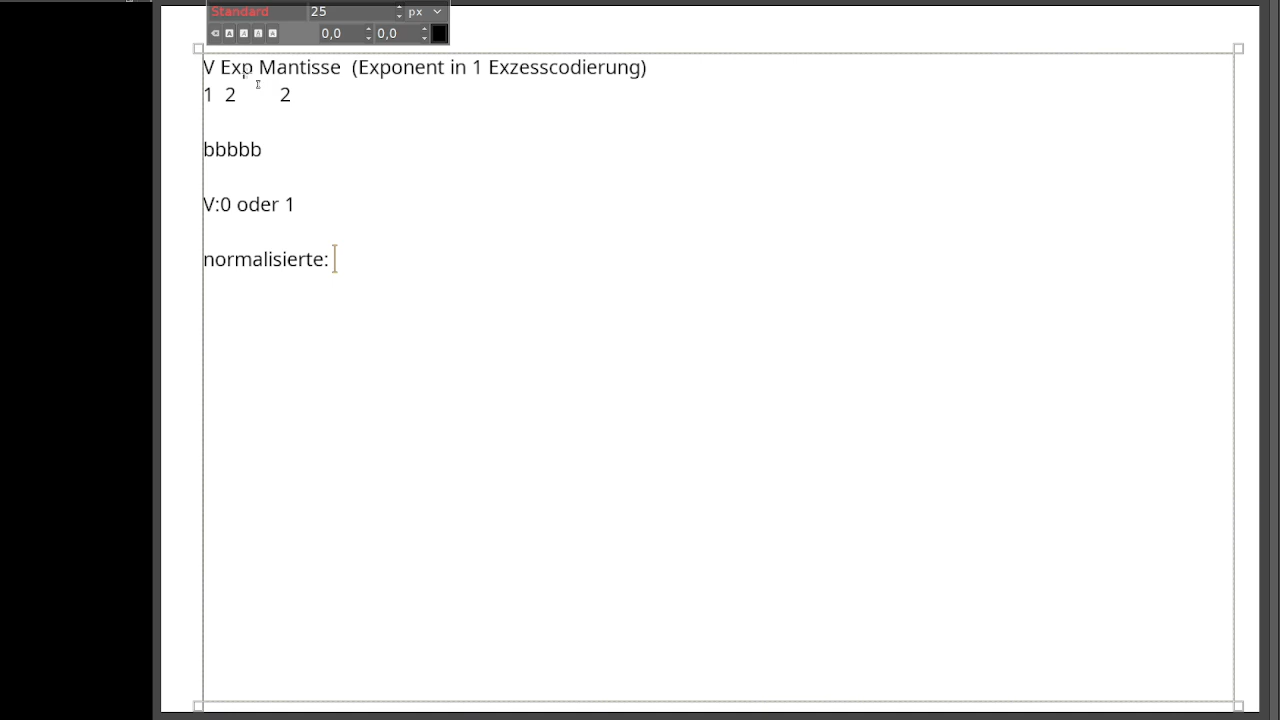 Standard 25 px
0,0 0,0
V Exp Mantisse (Exponent in 1 Exzesscodierung)
1 2 2
bbbbb
V:0 oder 1
normalisierte: